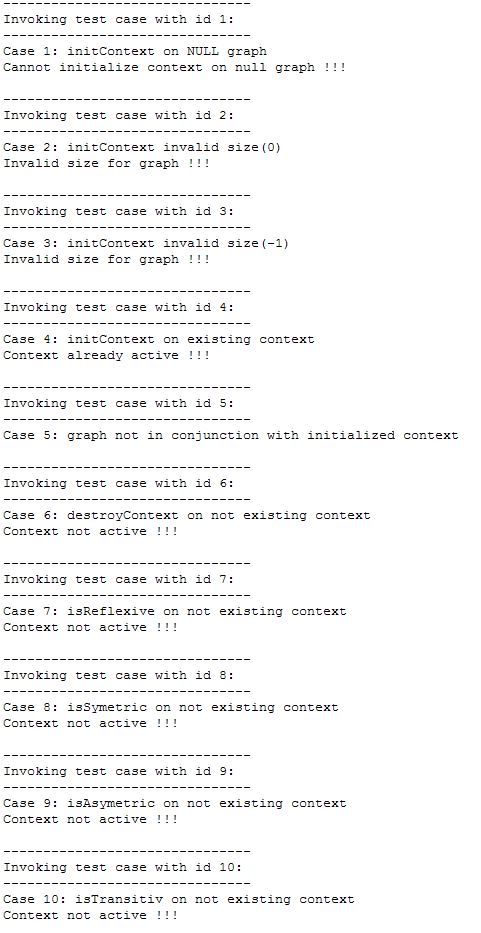 -------------------------------
Invoking test case with id 1:
-------------------------------
Case 1: initContext on NULL graph
Cannot initialize context on null graph !!!
-------------------------------
Invoking test case with id 2:
-------------------------------
Case 2: initContext invalid size(0)
Invalid size for graph !!!
-------------------------------
Invoking test case with id 3:
-------------------------------
Case 3: initContext invalid size(-1)
Invalid size for graph !!!
-------------------------------
Invoking test case with id 4:
-------------------------------
Case 4: initContext on existing context
Context already active !!!
-------------------------------
Invoking test case with id 5:
-------------------------------
Case 5: graph not in conjunction with initialized context
-------------------------------
Invoking test case with id 6:
-------------------------------
Case 6: destroyContext on not existing context
Context not active !!!
-------------------------------
Invoking test case with id 7:
-------------------------------
Case 7: isReflexive on not existing context
Context not active !!!
-------------------------------
Invoking test case with id 8:
-------------------------------
Case 8: isSymetric on not existing context
Context not active !!!
-------------------------------
Invoking test case with id 9:
-------------------------------
Case 9: isAsymetric on not existing context
Context not active !!!
-------------------------------
Invoking test case with id 10:
-------------------------------
Case 10: isTransitiv on not existing context
Context not active !!!